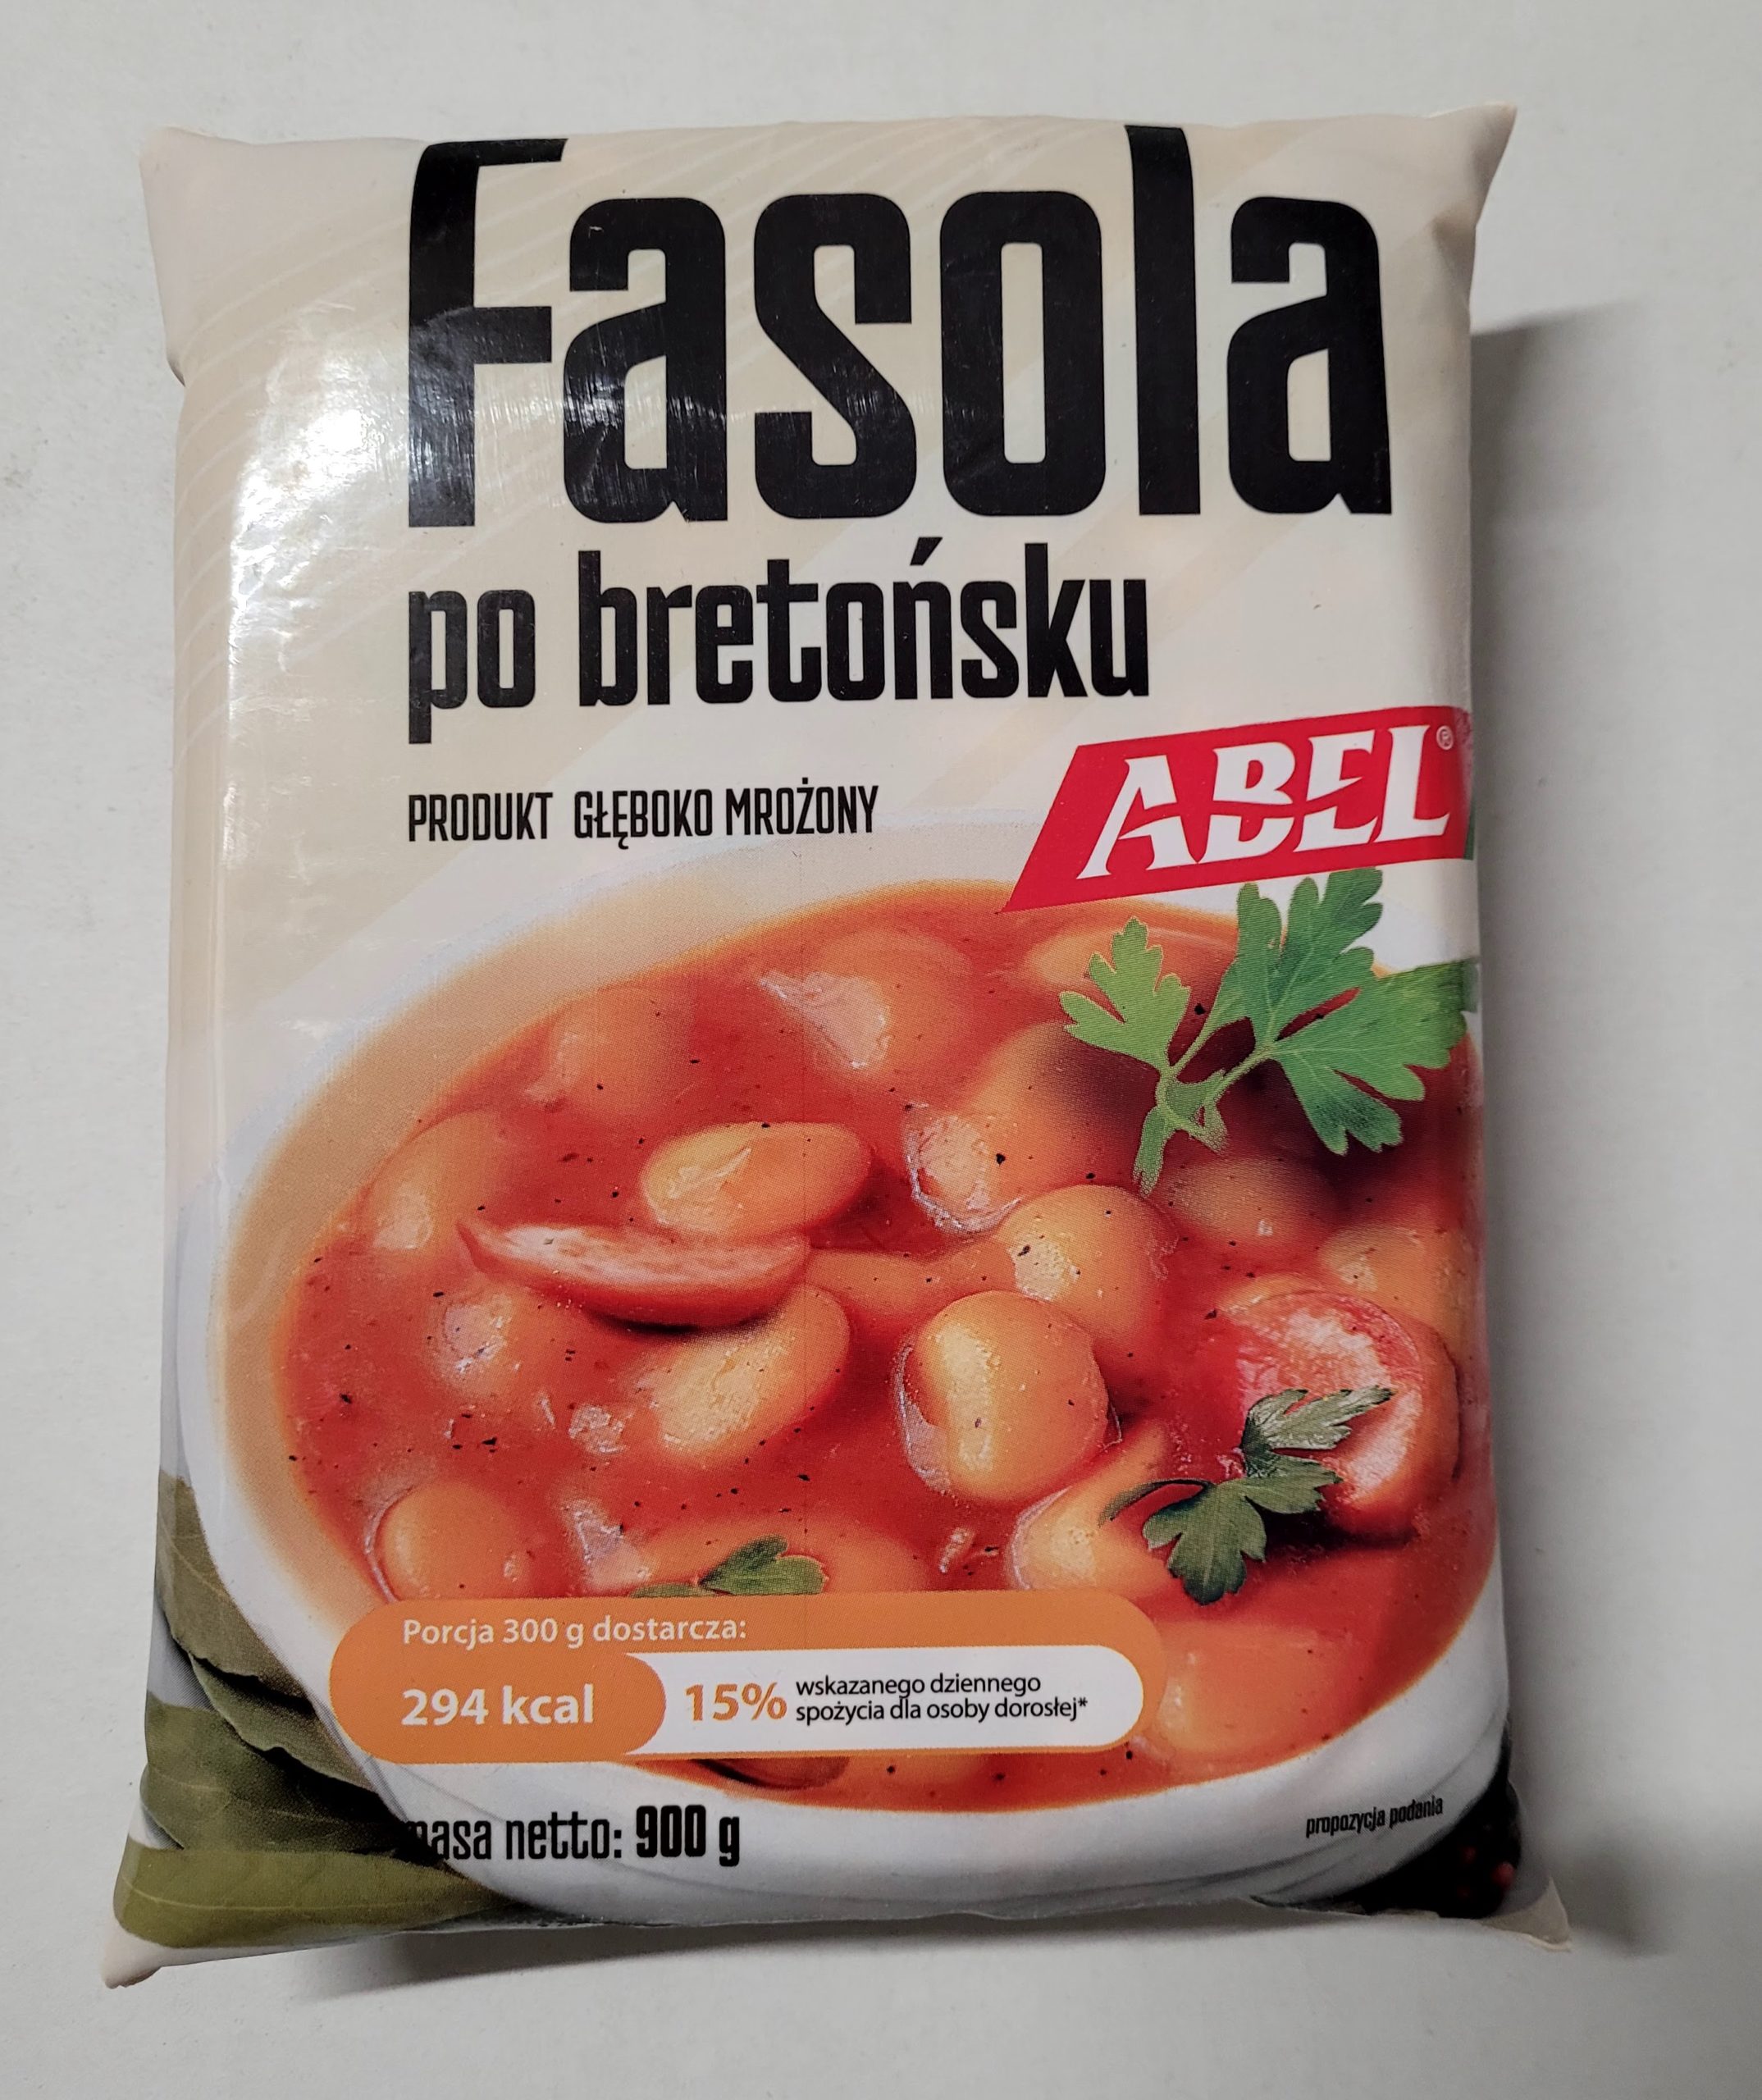 Fasola
po bretońsku
PRODUKT GŁĘBOKO MROŻONY
ABEL®
Porcja 300 g dostarcza:
294 kcal
15% wskazanego dziennego
spożycia dla osoby dorosłej*
masa netto: 900 g
propozycja podania